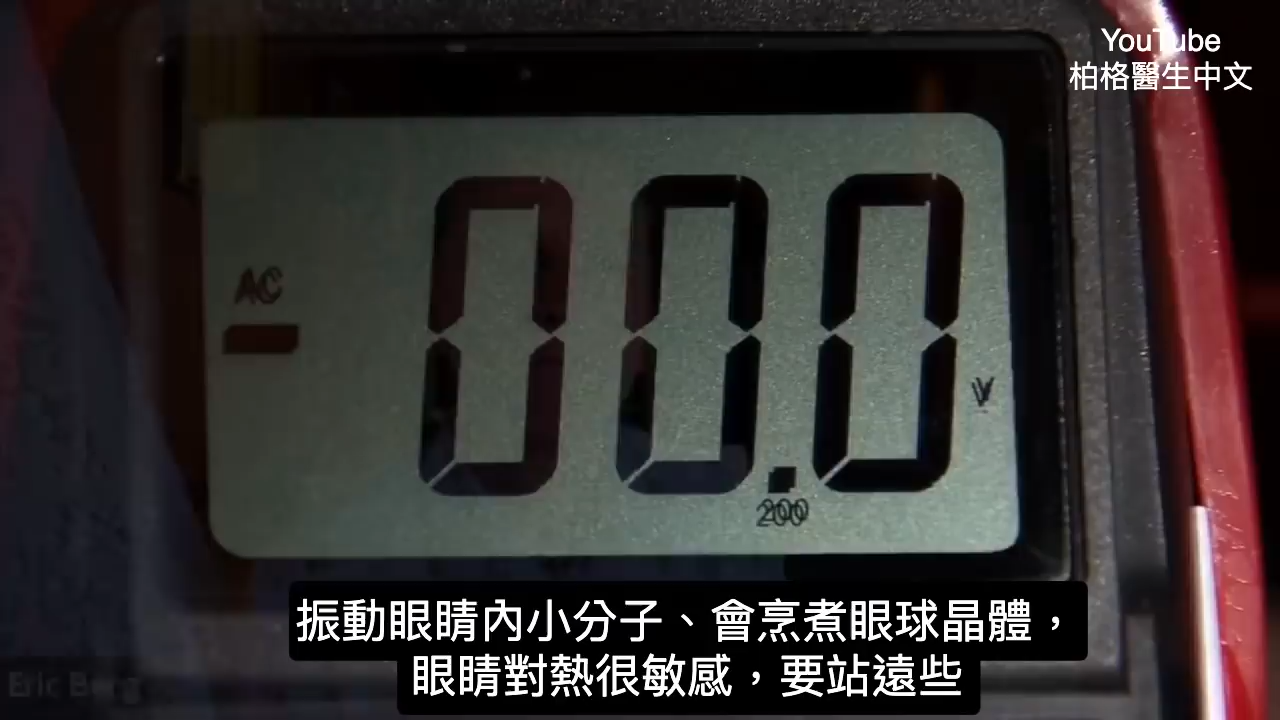 YouTube
柏格醫生中文
AC
00.0
V
200
振動眼睛內小分子、會烹煮眼球晶體，
眼睛對熱很敏感，要站遠些
Eric Berg